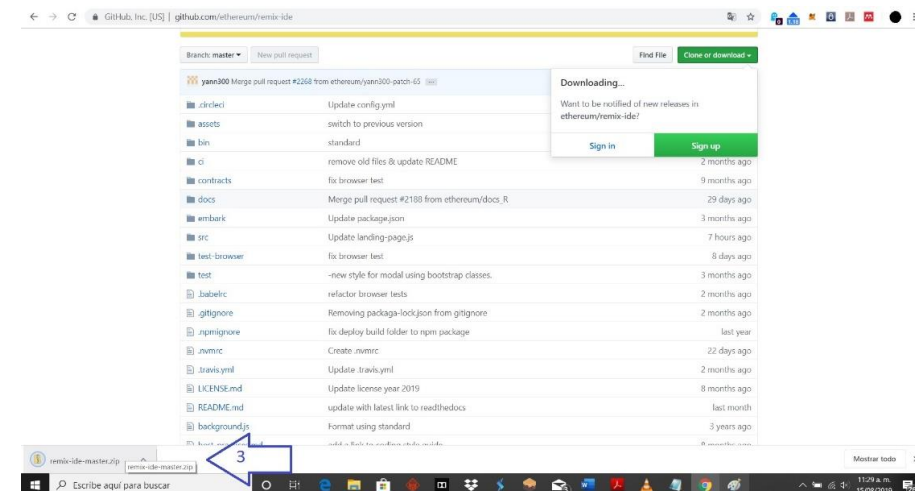 GitHub, Inc. [US] | github.com/ethereum/remix-ide
Branch: master New pull request Find File Clone or download
yann300 Merge pull request #2268 from ethereum/yann300-patch-65
Downloading...
Want to be notified of new releases in
ethereum/remix-ide?
Sign in Sign up
.circleci Update config.yml
assets switch to previous version
bin standard
ci remove old files & update README 2 months ago
contracts fix browser test 9 months ago
docs Merge pull request #2188 from ethereum/docs_R 29 days ago
embark Update package.json 3 months ago
src Update landing-page.js 7 hours ago
test-browser fix browser test 8 days ago
test -new style for modal using bootstrap classes. 3 months ago
.babelrc refactor browser tests 2 months ago
.gitignore Removing packaga-lock.json from gitignore 2 months ago
.npmignore fix deploy build folder to npm package last year
.nvmrc Create .nvmrc 22 days ago
.travis.yml Update .travis.yml 2 months ago
LICENSE.md Update license year 2019 8 months ago
README.md update with latest link to readthedocs last month
background.js Format using standard 3 years ago
remix-ide-master.zip
remix-ide-master.zip
3
Mostrar todo
Escribe aquí para buscar
11:29 a. m.
15/08/2019